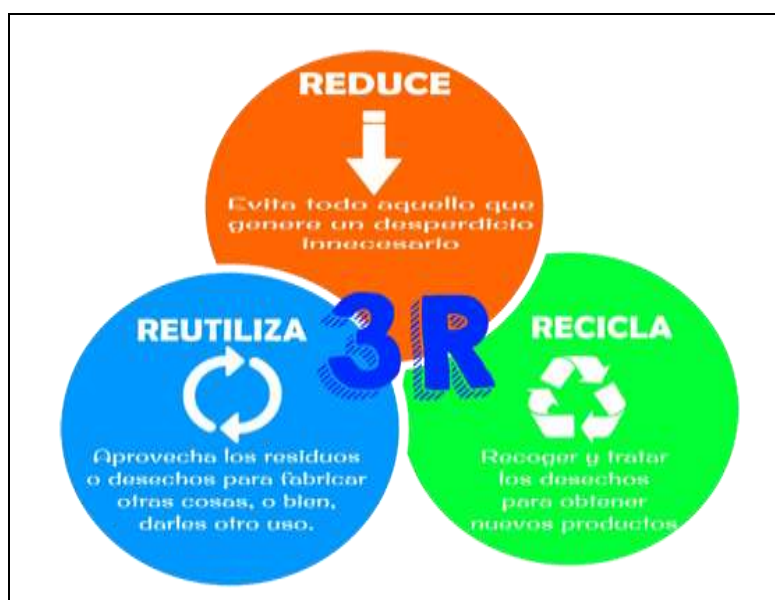 REDUCE
Evita todo aquello que
genere un desperdicio
innecesario
3R
REUTILIZA
Aprovecha los residuos
o desechos para fabricar
otras cosas, o bien,
darles otro uso.
RECICLA
Recoger y tratar
los desechos
para obtener
nuevos productos